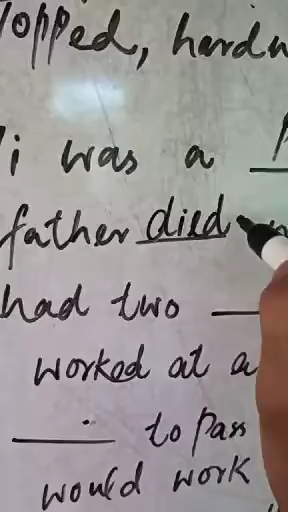 lopped, hardw
i was a
father died
had two
worked at a
to pass
would work